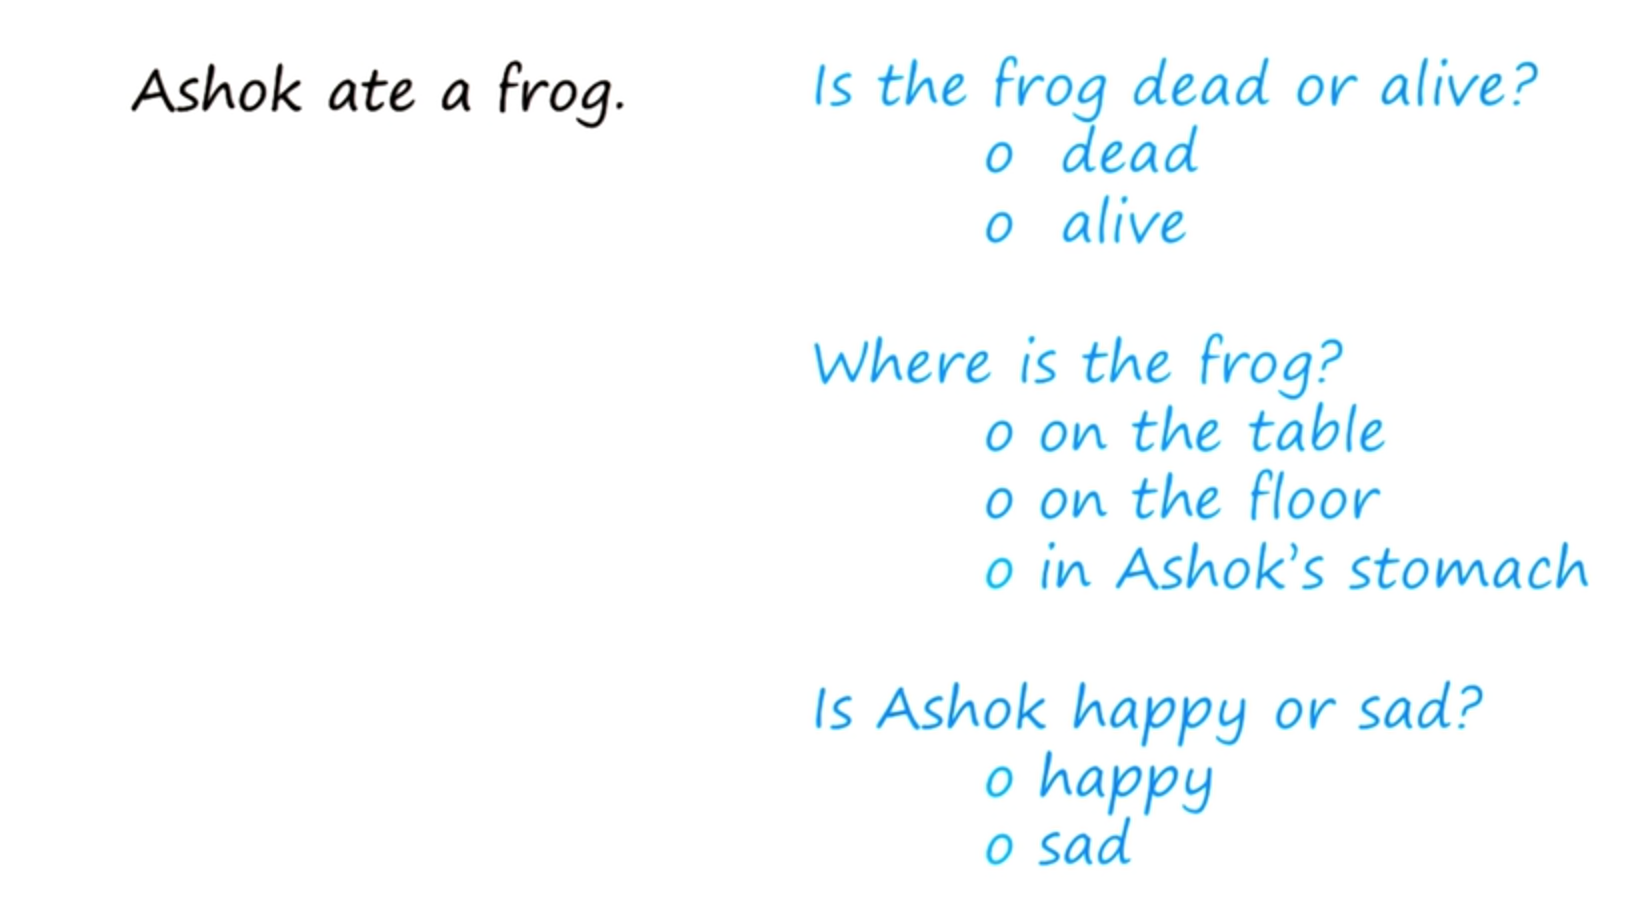 Ashok ate a frog.
Is the frog dead or alive?
o dead
o alive
Where is the frog?
o on the table
o on the floor
o in Ashok's stomach
Is Ashok happy or sad?
o happy
o sad